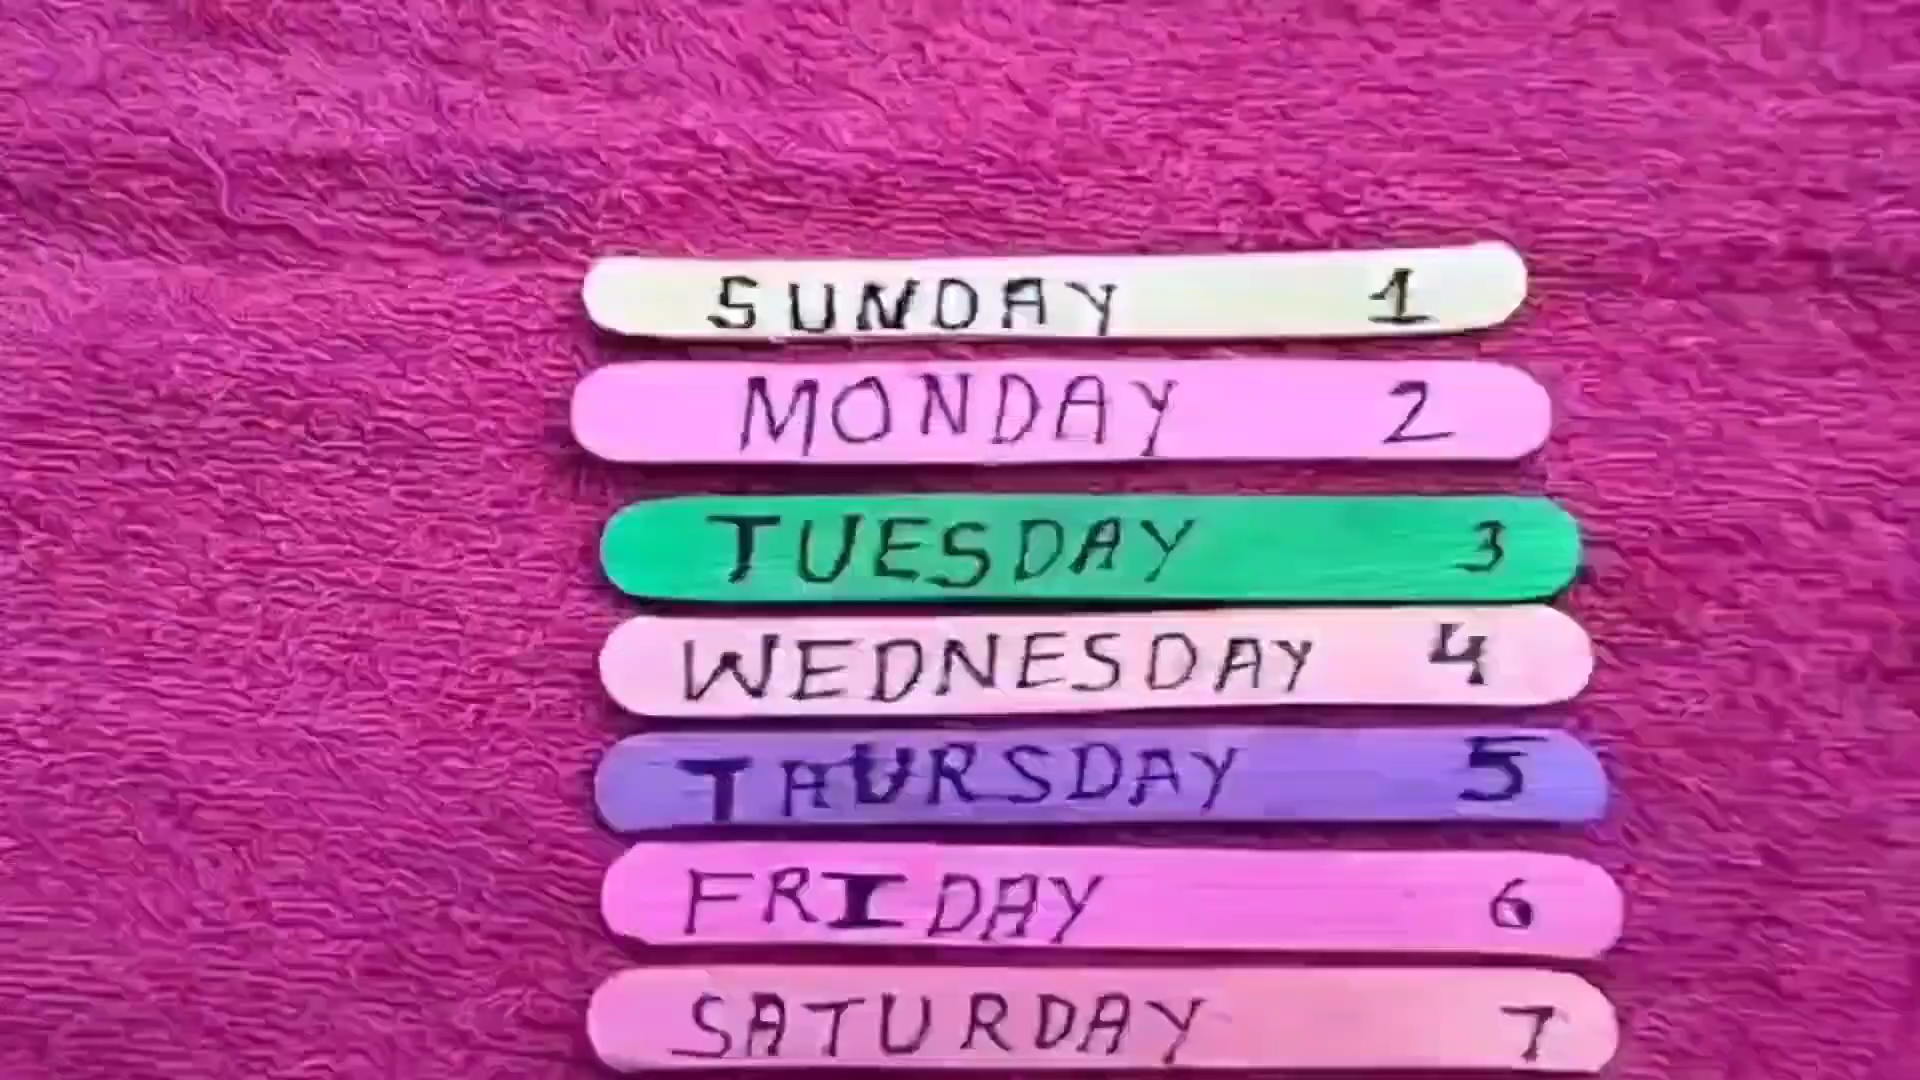 SUNDAY 1
MONDAY 2
TUESDAY 3
WEDNESDAY 4
THURSDAY 5
FRIDAY 6
SATURDAY 7